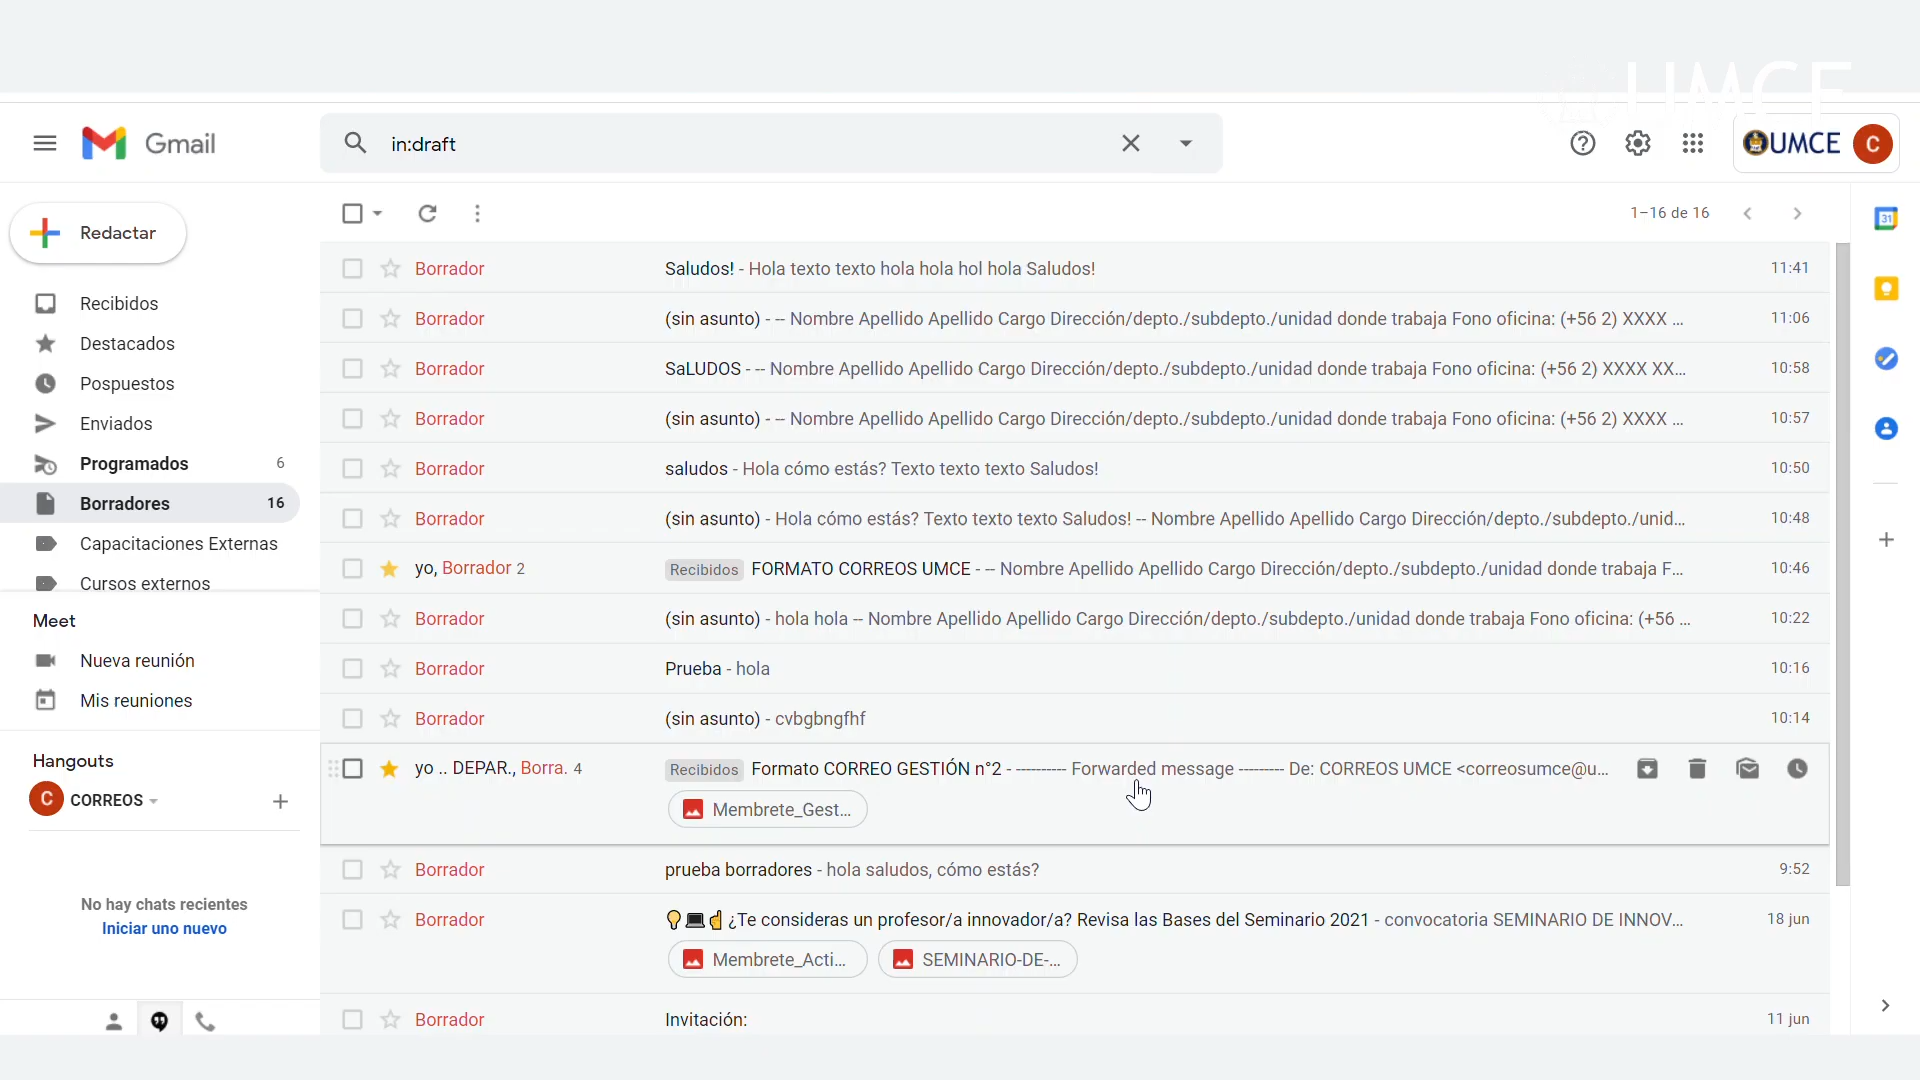 UMCE
Gmail
in:draft
UMCE
C
Redactar
1–16 de 16
31
Recibidos
Destacados
Pospuestos
Enviados
Programados 6
Borradores 16
Capacitaciones Externas
Cursos externos
Meet
Nueva reunión
Mis reuniones
Hangouts
C CORREOS
No hay chats recientes
Iniciar uno nuevo
Borrador Saludos! - Hola texto texto hola hola hol hola Saludos! 11:41
Borrador (sin asunto) - -- Nombre Apellido Apellido Cargo Dirección/depto./subdepto./unidad donde trabaja Fono oficina: (+56 2) XXXX ... 11:06
Borrador SaLUDOS - -- Nombre Apellido Apellido Cargo Dirección/depto./subdepto./unidad donde trabaja Fono oficina: (+56 2) XXXX XX... 10:58
Borrador (sin asunto) - -- Nombre Apellido Apellido Cargo Dirección/depto./subdepto./unidad donde trabaja Fono oficina: (+56 2) XXXX ... 10:57
Borrador saludos - Hola cómo estás? Texto texto texto Saludos! 10:50
Borrador (sin asunto) - Hola cómo estás? Texto texto texto Saludos! -- Nombre Apellido Apellido Cargo Dirección/depto./subdepto./unid... 10:48
yo, Borrador 2 Recibidos FORMATO CORREOS UMCE - -- Nombre Apellido Apellido Cargo Dirección/depto./subdepto./unidad donde trabaja F... 10:46
Borrador (sin asunto) - hola hola -- Nombre Apellido Apellido Cargo Dirección/depto./subdepto./unidad donde trabaja Fono oficina: (+56 ... 10:22
Borrador Prueba - hola 10:16
Borrador (sin asunto) - cvbgbngfhf 10:14
yo .. DEPAR., Borra. 4 Recibidos Formato CORREO GESTIÓN n°2 - ---------- Forwarded message --------- De: CORREOS UMCE <correosumce@u...
Membrete_Gest...
Borrador prueba borradores - hola saludos, cómo estás? 9:52
Borrador 💡💻☝ ¿Te consideras un profesor/a innovador/a? Revisa las Bases del Seminario 2021 - convocatoria SEMINARIO DE INNOV... 18 jun
Membrete_Acti... SEMINARIO-DE-...
Borrador Invitación: 11 jun